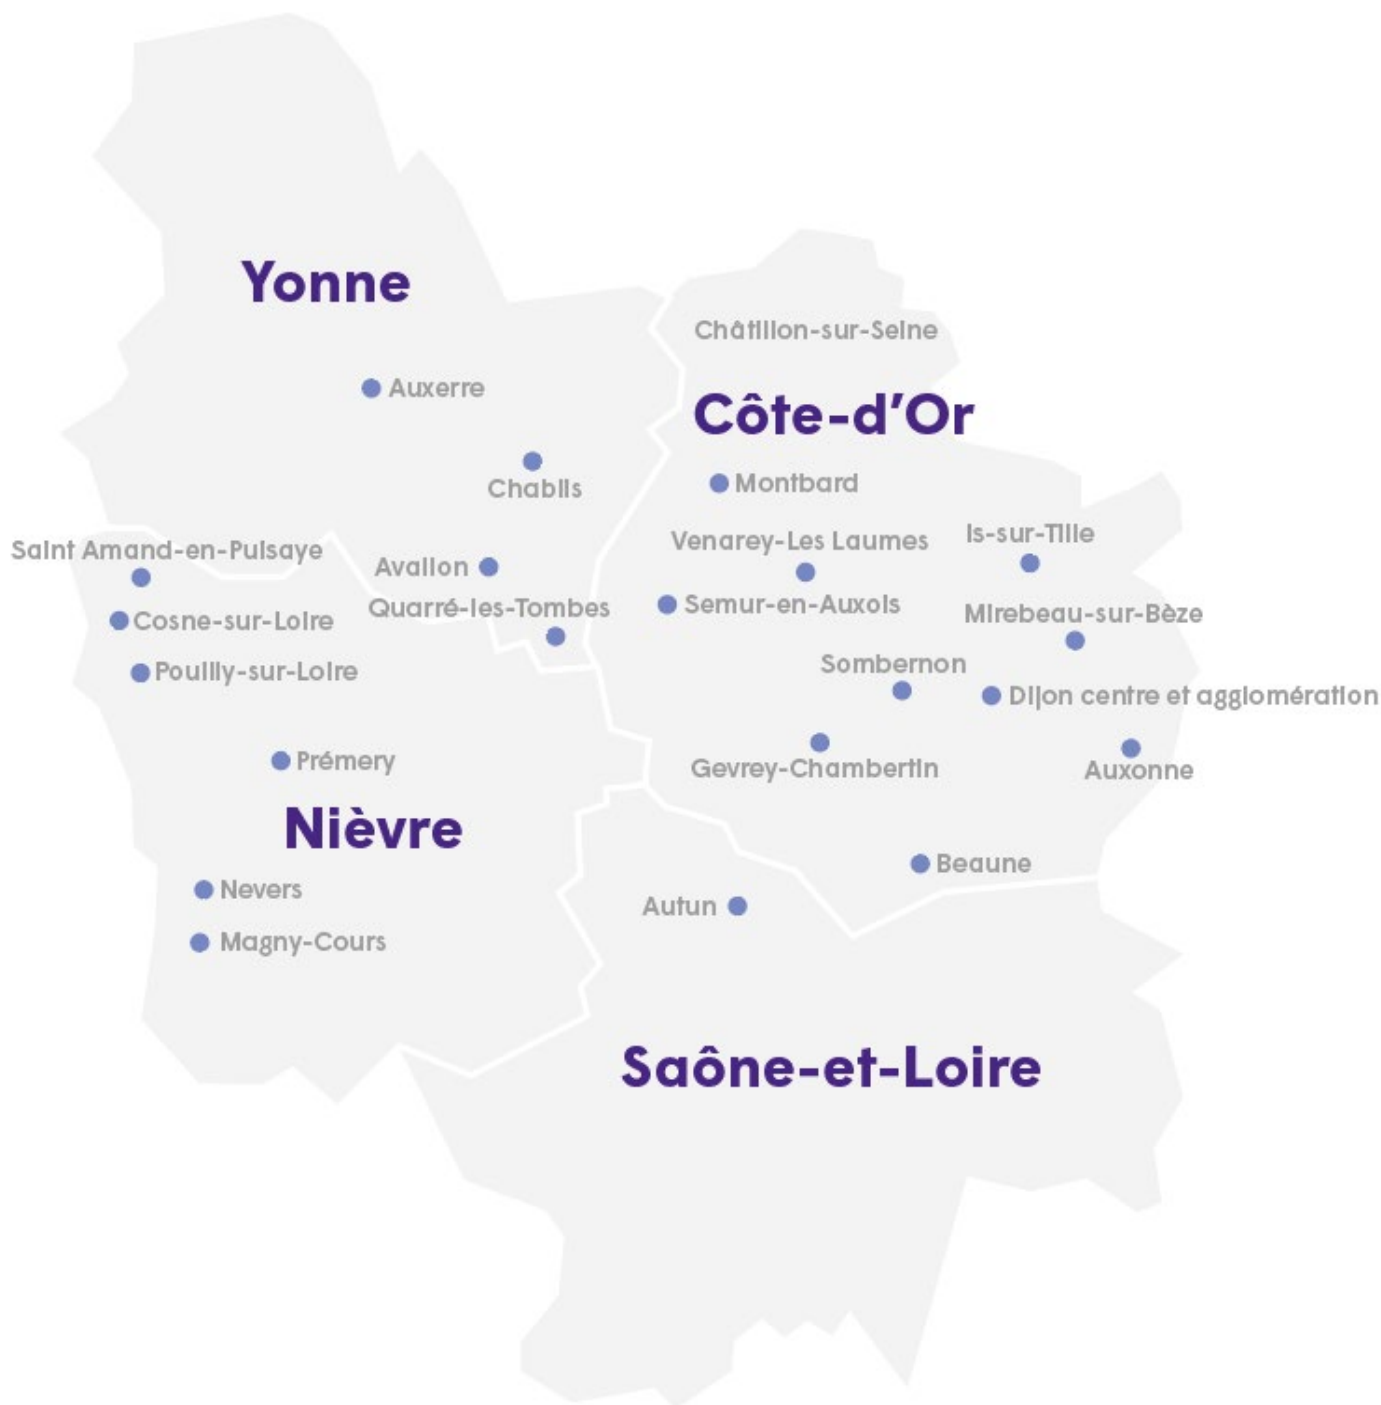 Yonne
Châtillon-sur-Seine
Auxerre
Côte-d'Or
Chablis
Montbard
Is-sur-Tille
Venarey-Les Laumes
Saint Amand-en-Puisaye
Avallon
Semur-en-Auxois
Quarré-les-Tombes
Mirebeau-sur-Bèze
Cosne-sur-Loire
Sombernon
Pouilly-sur-Loire
Dijon centre et agglomération
Prémery
Gevrey-Chambertin
Auxonne
Nièvre
Beaune
Nevers
Autun
Magny-Cours
Saône-et-Loire